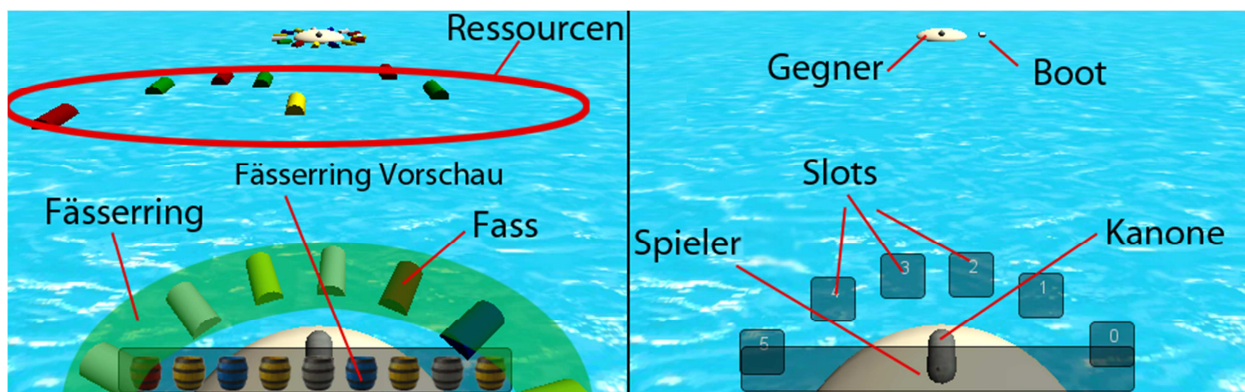 Ressourcen
Fässerring Vorschau
Fässerring
Fass
Gegner
Boot
Slots
Spieler
Kanone
5
4
3
2
1
0